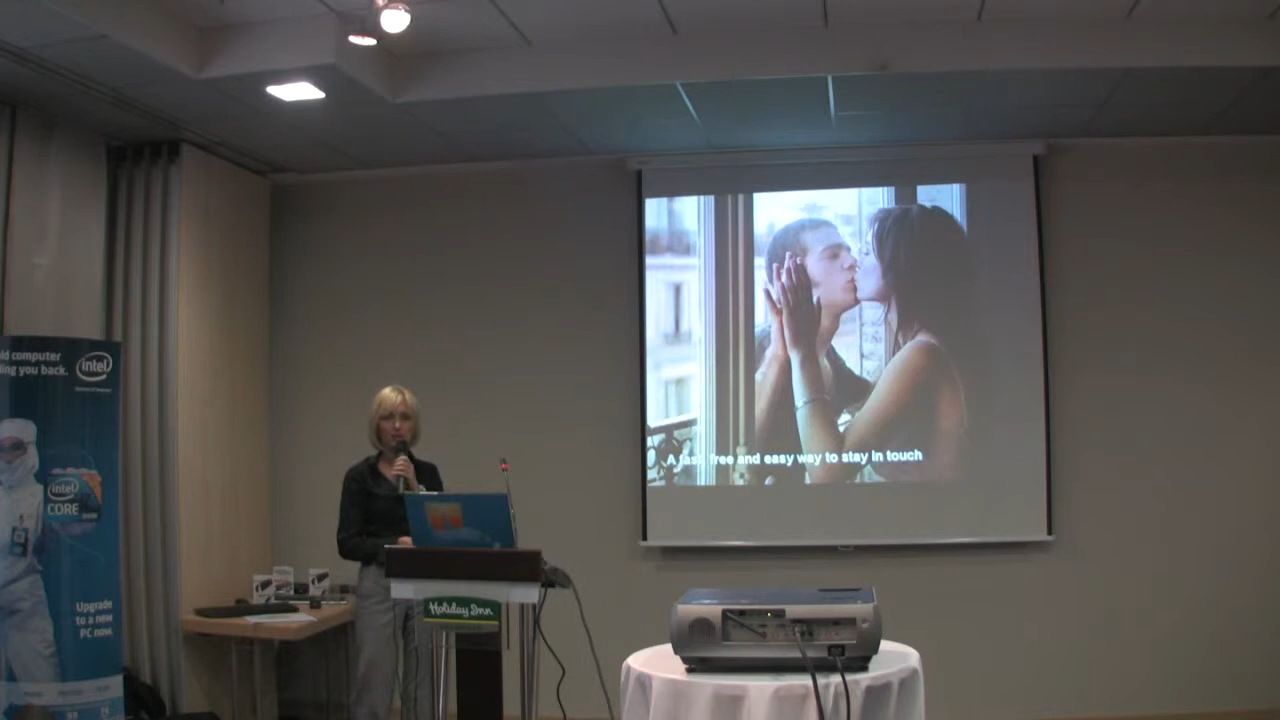 computer
ing you back.
intel
intel
CORE
Upgrade
to a new
PC now.
Holiday Inn
A fast, free and easy way to stay in touch